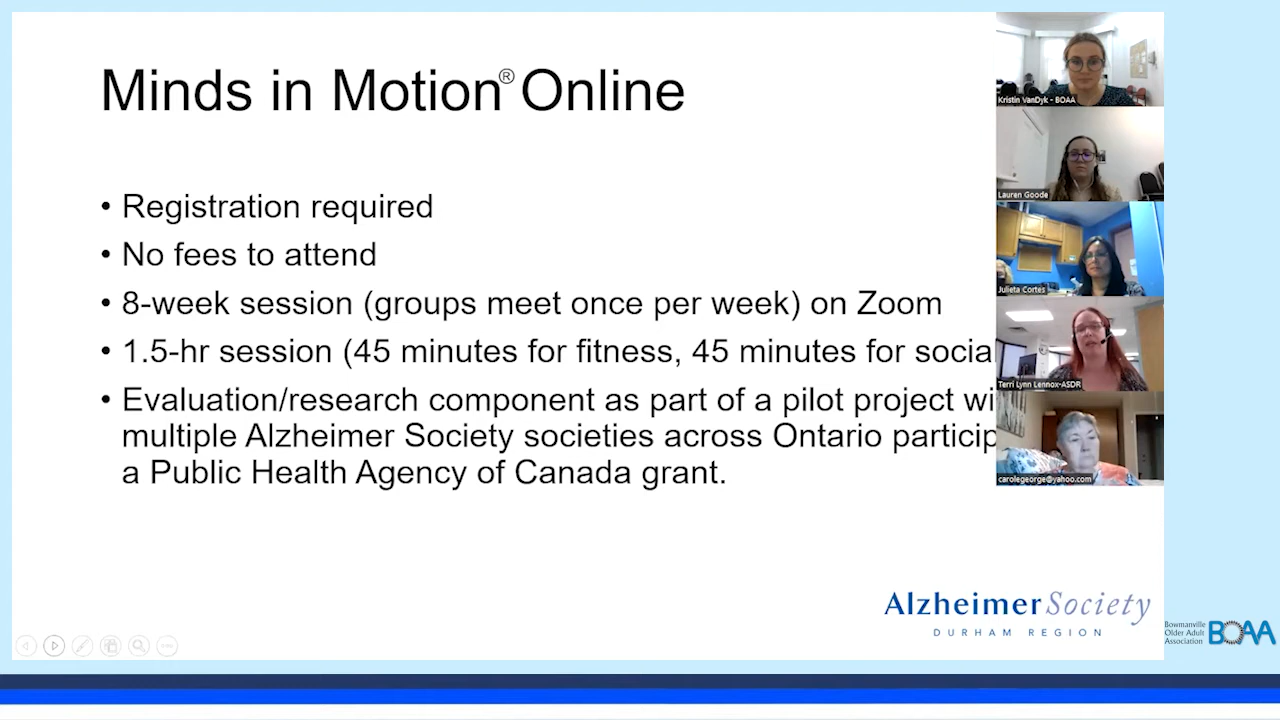 Minds in Motion® Online
• Registration required
• No fees to attend
• 8-week session (groups meet once per week) on Zoom
• 1.5-hr session (45 minutes for fitness, 45 minutes for socia
• Evaluation/research component as part of a pilot project wi
multiple Alzheimer Society societies across Ontario particip
a Public Health Agency of Canada grant.
Kristin VanDyk - BOAA
Lauren Goode
Julieta Cortes
Terri Lynn Lennox-ASDR
carolegeorge@yahoo.com
AlzheimerSociety
DURHAM REGION
Bowmanville
Older Adult
Association
BOAA